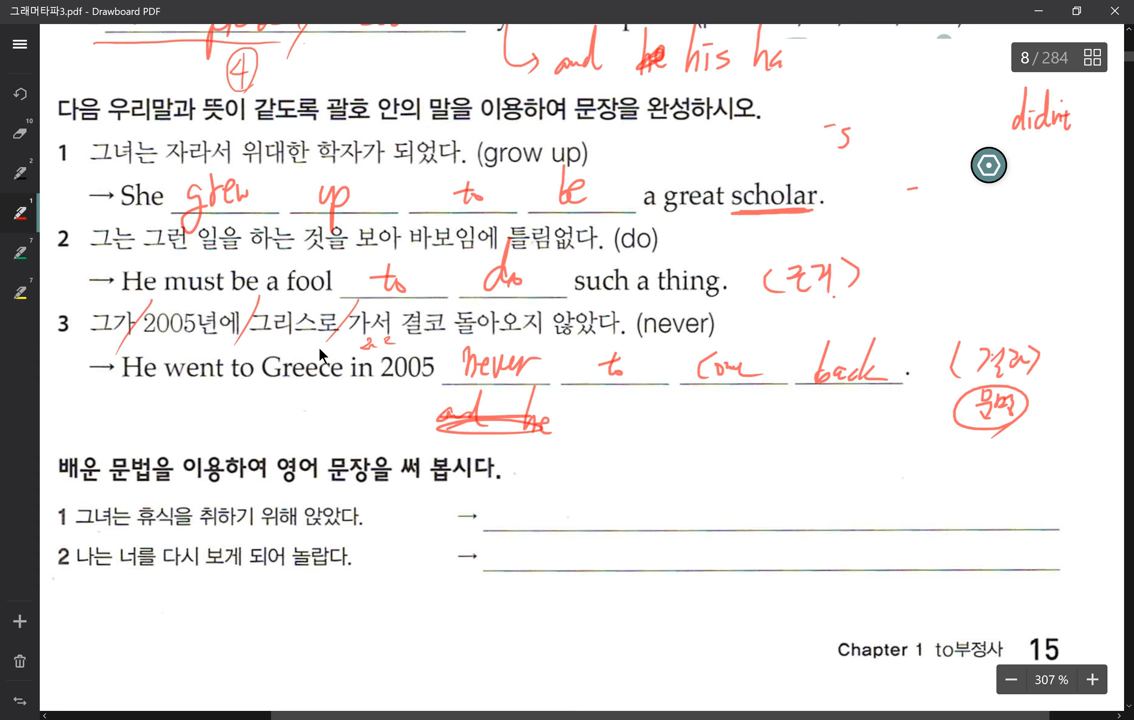 그래머타파3.pdf - Drawboard PDF
8 / 284
④
and his ha
didn't
다음 우리말과 뜻이 같도록 괄호 안의 말을 이용하여 문장을 완성하시오.
-s
1 그녀는 자라서 위대한 학자가 되었다. (grow up)
→ She grew up to be a great scholar.
2 그는 그런 일을 하는 것을 보아 바보임에 틀림없다. (do)
→ He must be a fool to do such a thing. (근거)
3 그가 2005년에 그리스로 가서 결코 돌아오지 않았다. (never)
→ He went to Greece in 2005 never to come back. (결과)
and he
문맥
배운 문법을 이용하여 영어 문장을 써 봅시다.
1 그녀는 휴식을 취하기 위해 앉았다. →
2 나는 너를 다시 보게 되어 놀랍다. →
Chapter 1 to부정사 15
307 %
10
2
1
7
7